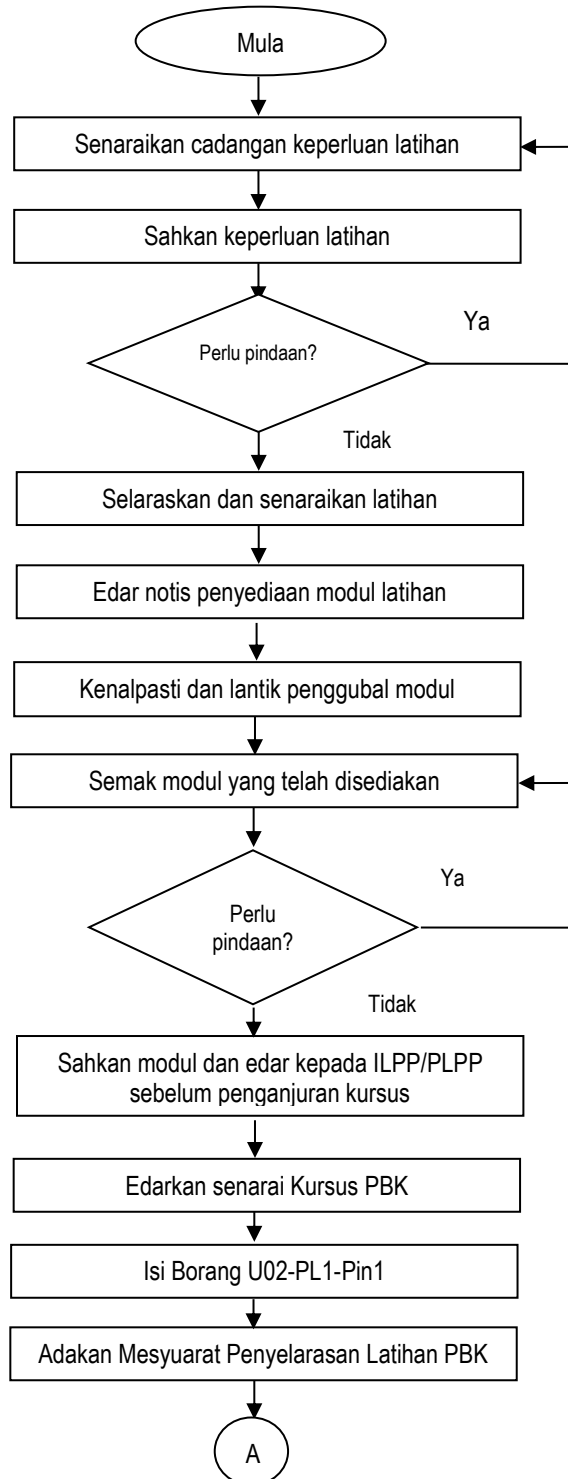 Mula
Senaraikan cadangan keperluan latihan
Sahkan keperluan latihan
Perlu pindaan?
Ya
Tidak
Selaraskan dan senaraikan latihan
Edar notis penyediaan modul latihan
Kenalpasti dan lantik penggubal modul
Semak modul yang telah disediakan
Perlu
pindaan?
Ya
Tidak
Sahkan modul dan edar kepada ILPP/PLPP
sebelum penganjuran kursus
Edarkan senarai Kursus PBK
Isi Borang U02-PL1-Pin1
Adakan Mesyuarat Penyelarasan Latihan PBK
A